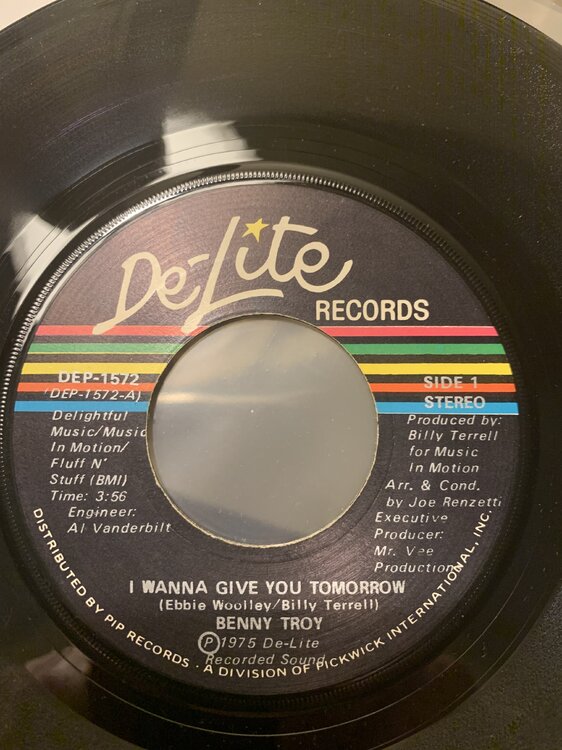 De-Lite
RECORDS
DEP-1572
(DEP-1572-A)
Delightful
Music/Music
In Motion/
Fluff N'
Stuff (BMI)
Time: 3:56
Engineer:
Al Vanderbilt
SIDE 1
STEREO
Produced by:
Billy Terrell
for Music
In Motion
Arr. & Cond.
by Joe Renzetti
Executive
Producer:
Mr. Vee
Productions
I WANNA GIVE YOU TOMORROW
(Ebbie Woolley/Billy Terrell)
BENNY TROY
Ⓟ1975 De-Lite
Recorded Sound
DISTRIBUTED BY PIP RECORDS · A DIVISION OF PICKWICK INTERNATIONAL, INC.